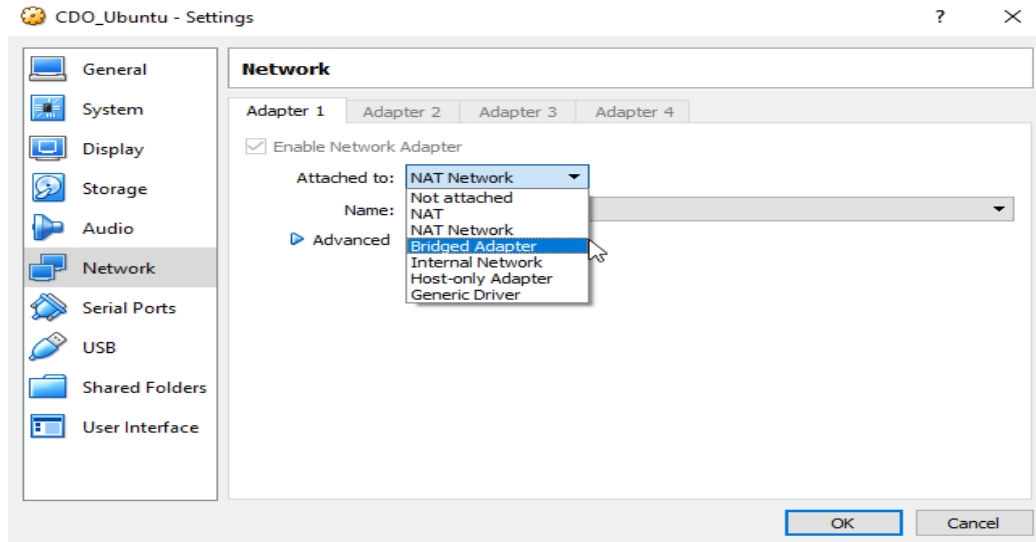 CDO_Ubuntu - Settings ? ×
General
System
Display
Storage
Audio
Network
Serial Ports
USB
Shared Folders
User Interface
Network
Adapter 1 Adapter 2 Adapter 3 Adapter 4
Enable Network Adapter
Attached to: NAT Network
Not attached
Name:
NAT
NAT Network
Advanced
Bridged Adapter
Internal Network
Host-only Adapter
Generic Driver
OK Cancel